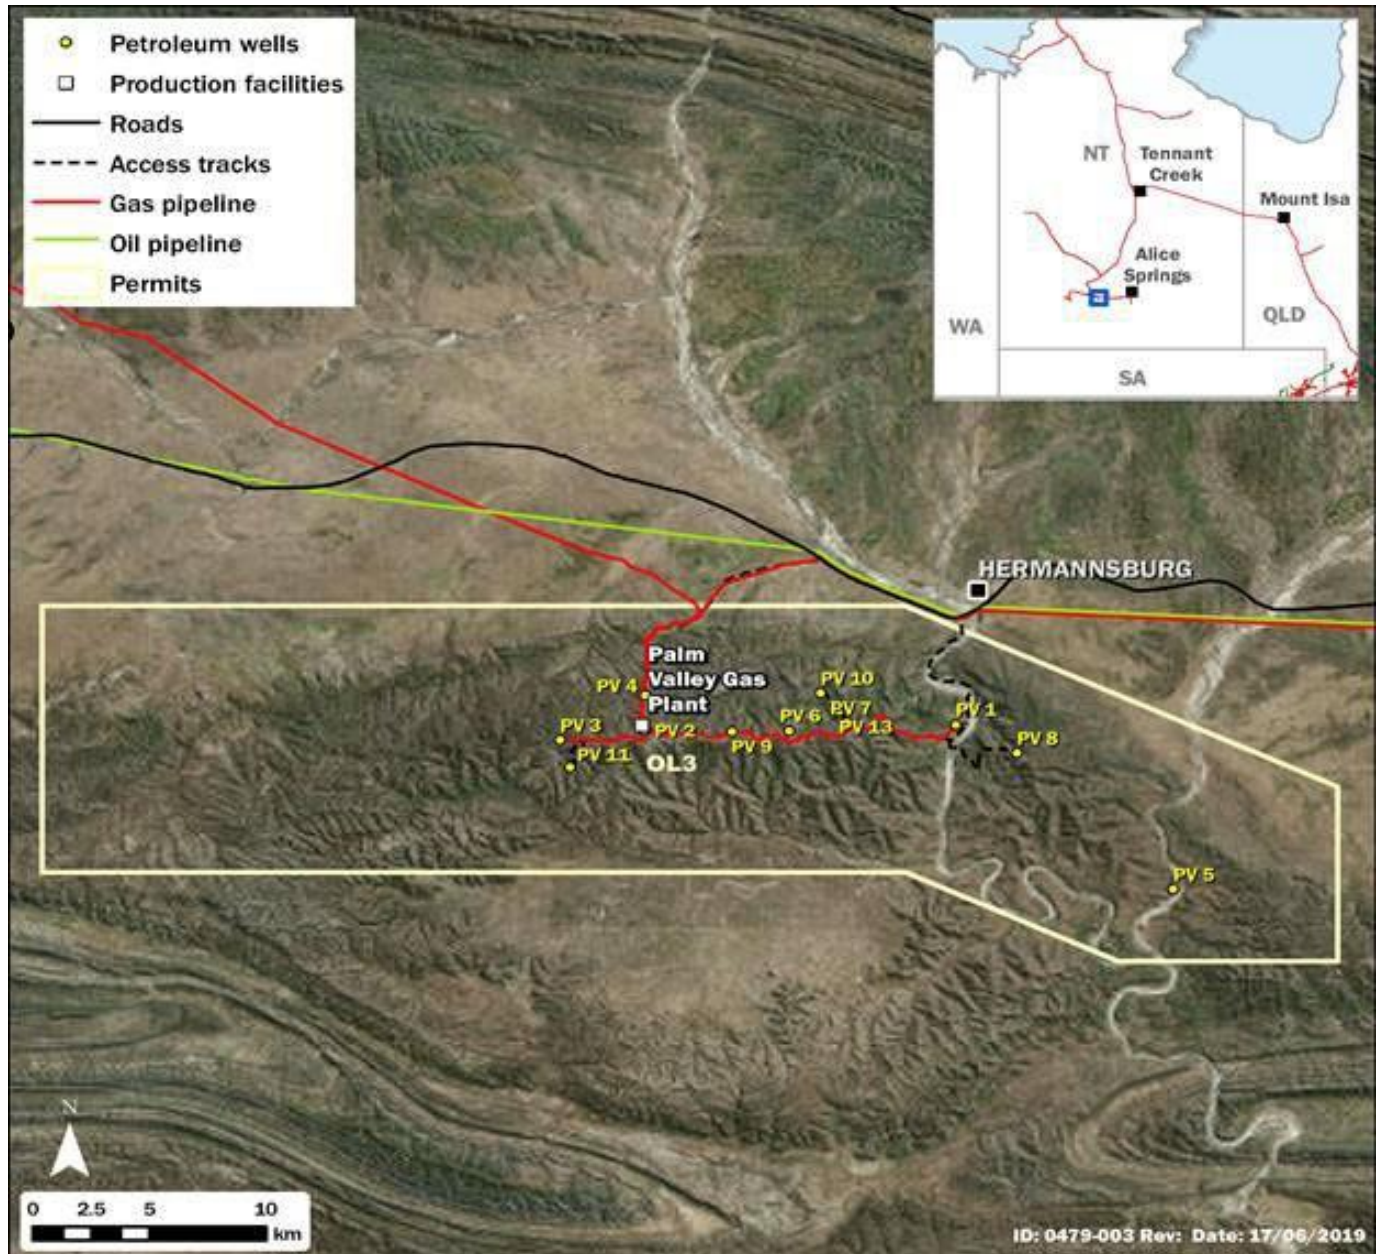 Petroleum wells
Production facilities
Roads
Access tracks
Gas pipeline
Oil pipeline
Permits
NT
Tennant
Creek
Mount Isa
Alice
Springs
WA
QLD
SA
HERMANNSBURG
Palm
Valley Gas
Plant
PV 4
PV 10
PV 7
PV 3
PV 2
PV 6
PV 13
PV 1
PV 11
PV 9
PV 8
OL3
PV 5
N
0 2.5 5 10
km
ID: 0479-003 Rev: Date: 17/06/2019